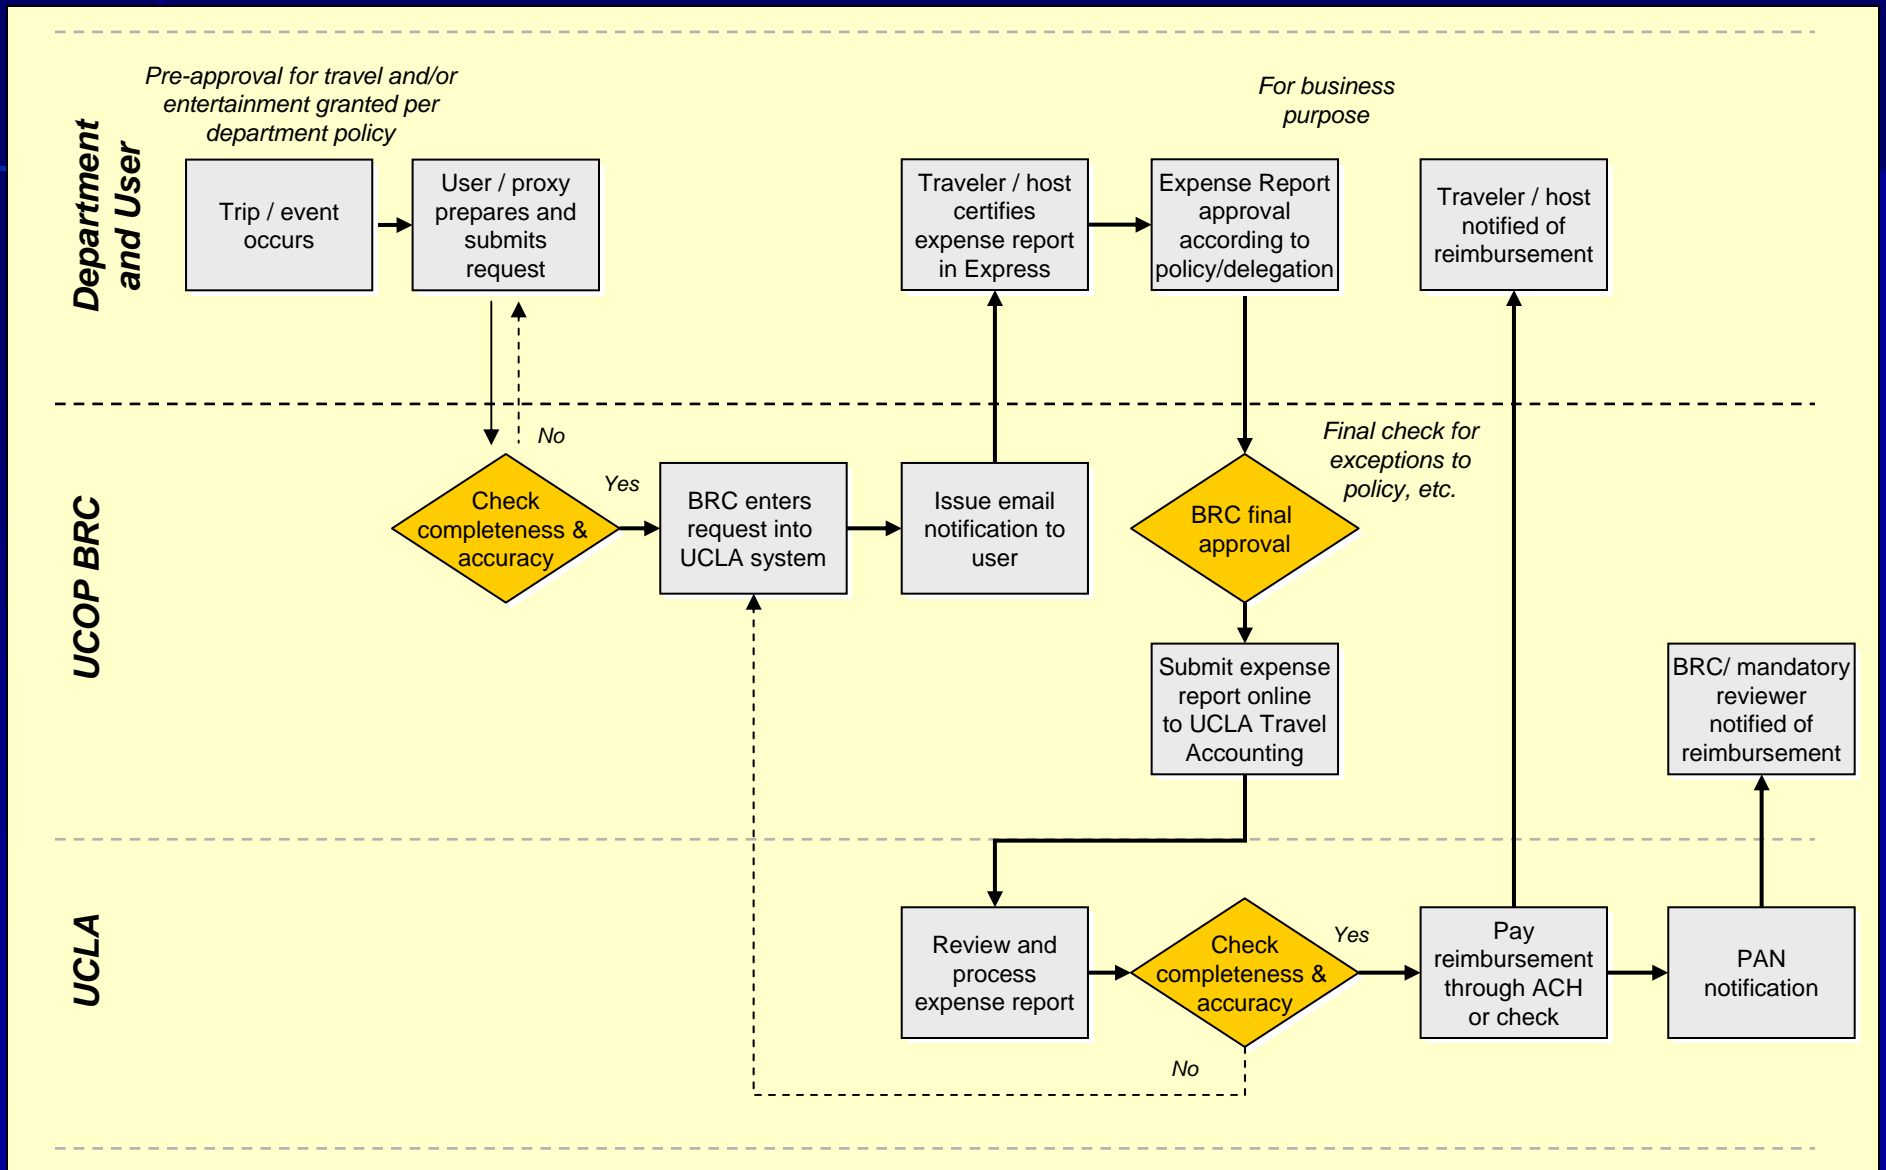 Pre-approval for travel and/or
entertainment granted per
department policy
For business
purpose
Department
and User
Trip / event
occurs
User / proxy
prepares and
submits
request
Traveler / host
certifies
expense report
in Express
Expense Report
approval
according to
policy/delegation
Traveler / host
notified of
reimbursement
No
Final check for
exceptions to
policy, etc.
UCOP BRC
Check
completeness &
accuracy
Yes
BRC enters
request into
UCLA system
Issue email
notification to
user
BRC final
approval
Submit expense
report online
to UCLA Travel
Accounting
BRC/ mandatory
reviewer
notified of
reimbursement
UCLA
Review and
process
expense report
Check
completeness &
accuracy
Yes
No
Pay
reimbursement
through ACH
or check
PAN
notification